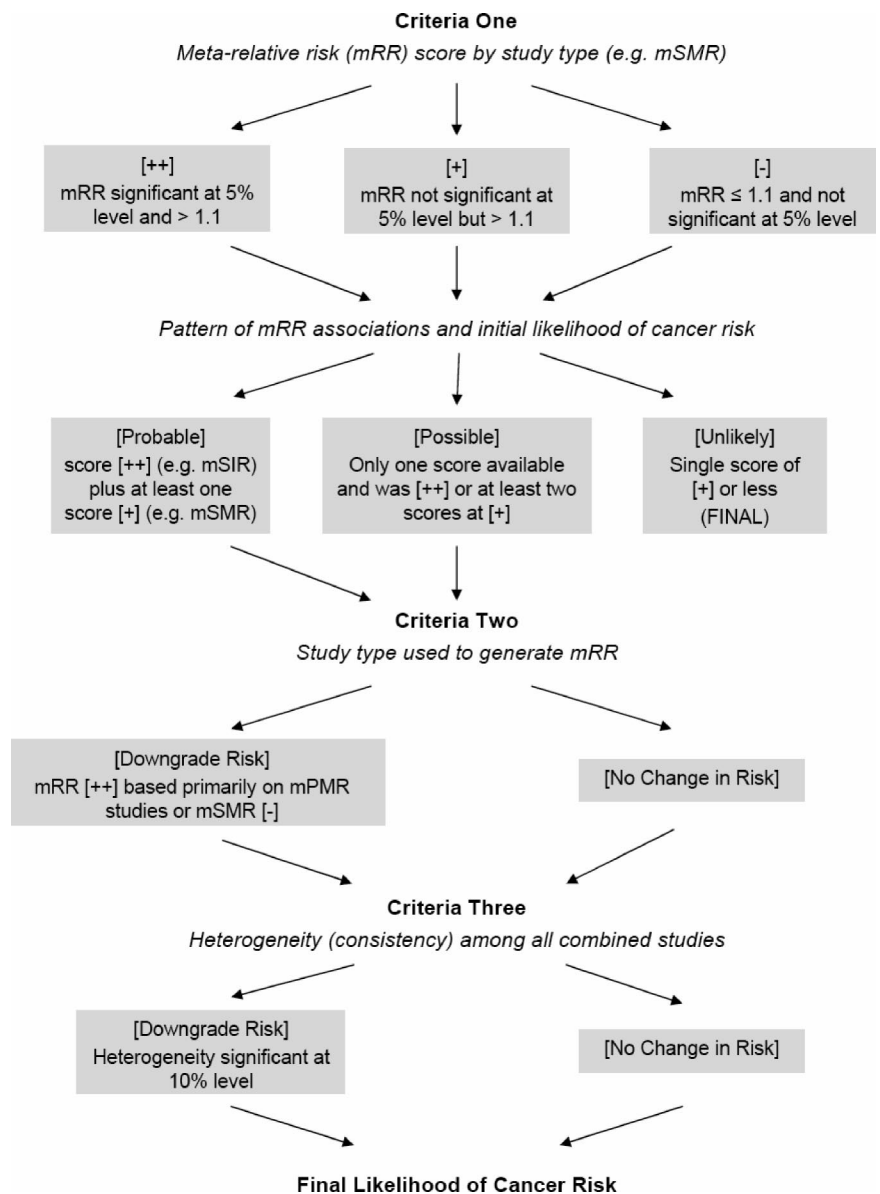 Criteria One
Meta-relative risk (mRR) score by study type (e.g. mSMR)
[++]
mRR significant at 5%
level and > 1.1
[+]
mRR not significant at
5% level but > 1.1
[-]
mRR ≤ 1.1 and not
significant at 5% level
Pattern of mRR associations and initial likelihood of cancer risk
[Probable]
score [++] (e.g. mSIR)
plus at least one
score [+] (e.g. mSMR)
[Possible]
Only one score available
and was [++] or at least two
scores at [+]
[Unlikely]
Single score of
[+] or less
(FINAL)
Criteria Two
Study type used to generate mRR
[Downgrade Risk]
mRR [++] based primarily on mPMR
studies or mSMR [-]
[No Change in Risk]
Criteria Three
Heterogeneity (consistency) among all combined studies
[Downgrade Risk]
Heterogeneity significant at
10% level
[No Change in Risk]
Final Likelihood of Cancer Risk